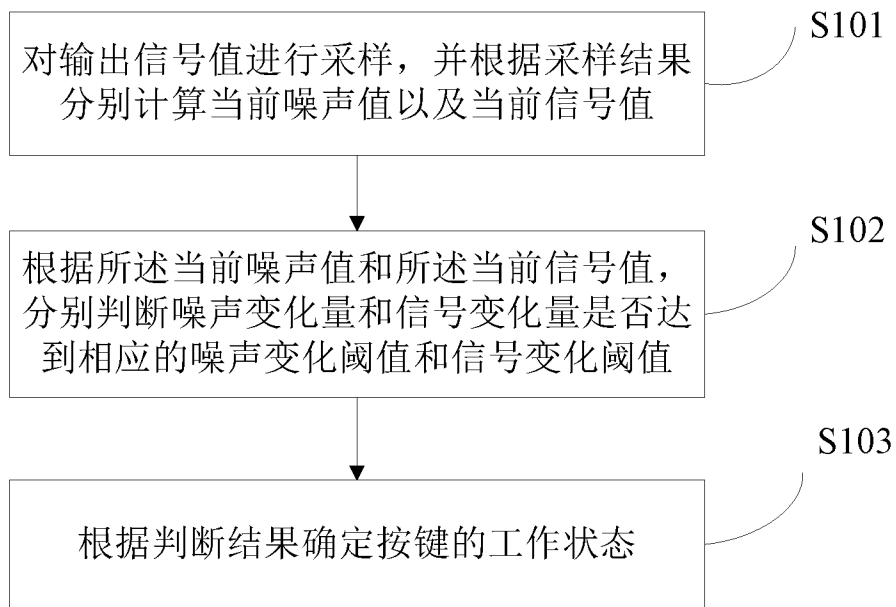 S101
对输出信号值进行采样，并根据采样结果
分别计算当前噪声值以及当前信号值
S102
根据所述当前噪声值和所述当前信号值，
分别判断噪声变化量和信号变化量是否达
到相应的噪声变化阈值和信号变化阈值
S103
根据判断结果确定按键的工作状态